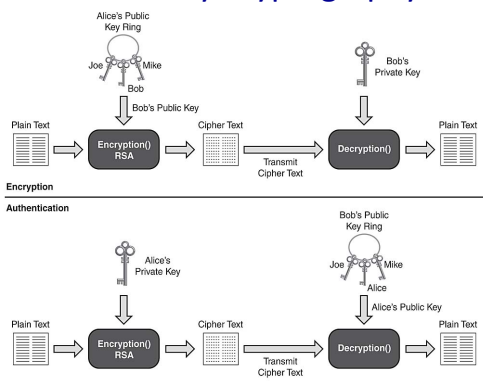 Alice's Public
Key Ring
Joe
Mike
Bob
Bob's Public Key
Bob's
Private Key
Plain Text
Encryption()
RSA
Cipher Text
Transmit
Cipher Text
Decryption()
Plain Text
Encryption
Authentication
Alice's
Private Key
Bob's Public
Key Ring
Joe
Mike
Alice
Alice's Public Key
Plain Text
Encryption()
RSA
Cipher Text
Transmit
Cipher Text
Decryption()
Plain Text